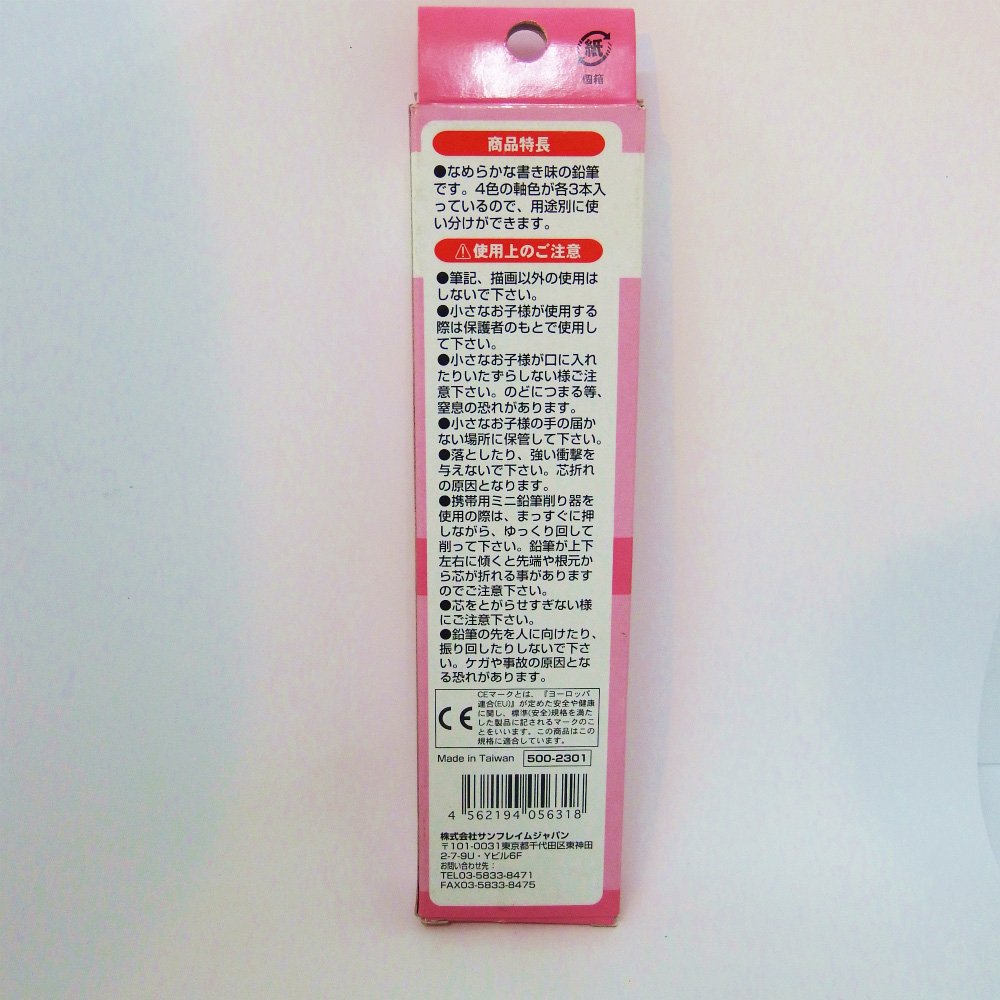 紙
個箱
商品特長
●なめらかな書き味の鉛筆
です。4色の軸色が各3本入
っているので、用途別に使
い分けができます。
⚠使用上のご注意
●筆記、描画以外の使用は
しないで下さい。
●小さなお子様が使用する
際は保護者のもとで使用し
て下さい。
●小さなお子様が口に入れ
たりいたずらしない様ご注
意下さい。のどにつまる等、
窒息の恐れがあります。
●小さなお子様の手の届か
ない場所に保管して下さい。
●落としたり、強い衝撃を
与えないで下さい。芯折れ
の原因となります。
●携帯用ミニ鉛筆削り器を
使用の際は、まっすぐに押
しながら、ゆっくり回して
削って下さい。鉛筆が上下
左右に傾くと先端や根元か
ら芯が折れる事があります
のでご注意下さい。
●芯をとがらせすぎない様
にご注意下さい。
●鉛筆の先を人に向けたり、
振り回したりしないで下さ
い。ケガや事故の原因とな
る恐れがあります。
CE
CEマークとは、『ヨーロッパ
連合(EU)』が定めた安全や健康
に関し、標準(安全)規格を満た
した製品に記されるマークのこ
とをいいます。この商品はこの
規格に適合しています。
Made in Taiwan 500-2301
4 562194 056318
株式会社サンフレイムジャパン
〒101-0031東京都千代田区東神田
2-7-9U・Yビル6F
お問い合わせ先：
TEL03-5833-8471
FAX03-5833-8475